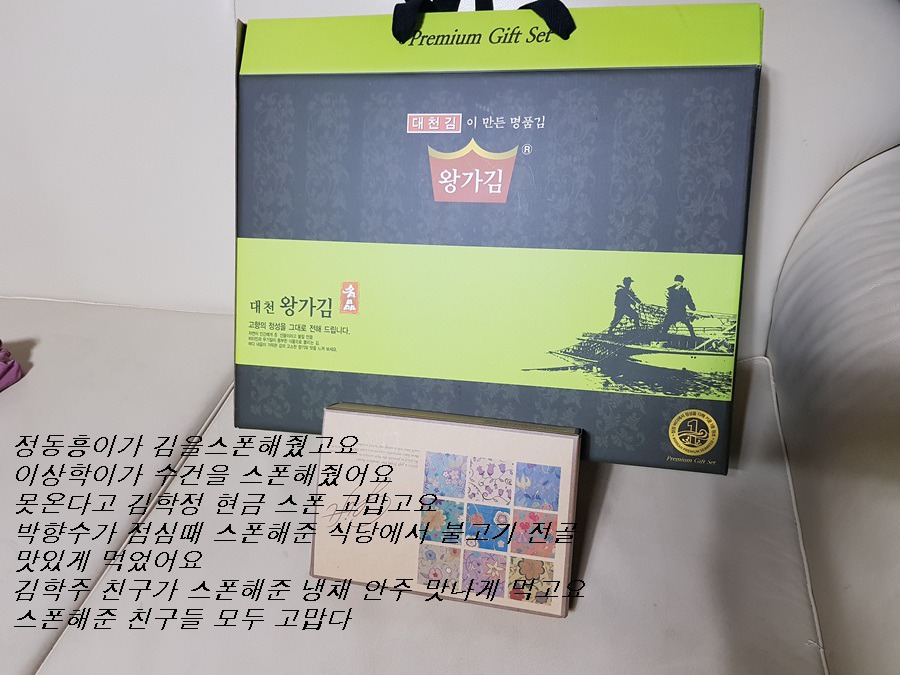 Premium Gift Set
대천김 이 만든 명품김
왕가김 ®
대천 왕가김
고향의 정성을 그대로 전해 드립니다.
Premium Gift Set
정동흥이가 김을스폰해줬고요
이상학이가 수건을 스폰해줬어요
못온다고 김학정 현금 스폰 고맙고요
박향수가 점심때 스폰해준 식당에서 불고기 전골
맛있게 먹었어요
김학주 친구가 스폰해준 냉채 안주 맛나게 먹고요
스폰해준 친구들 모두 고맙다